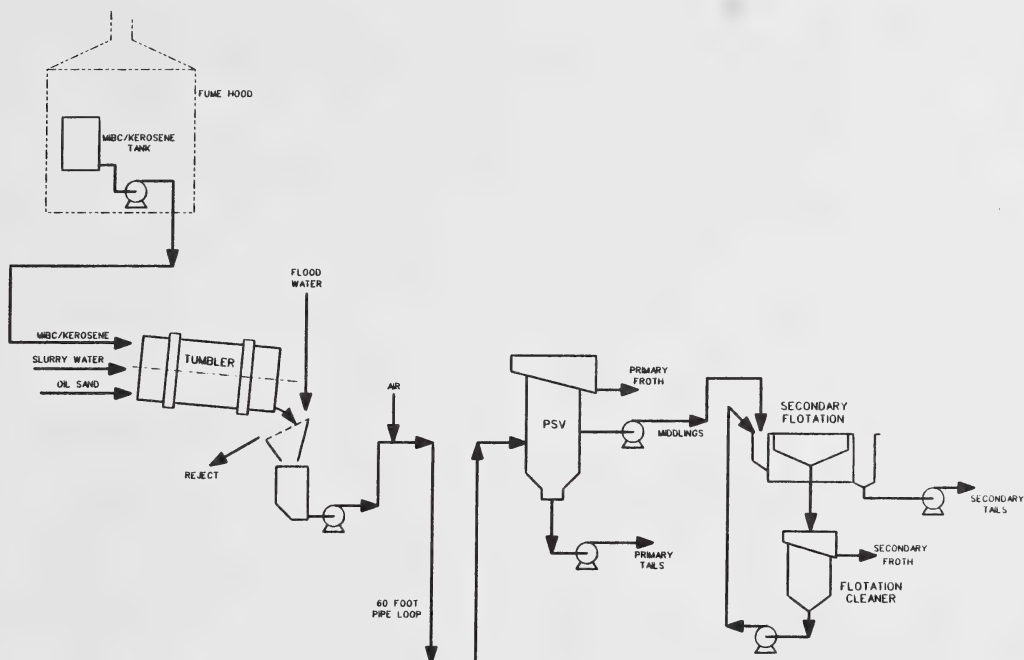 FUME HOOD
MIBC/KEROSENE
TANK
FLOOD
WATER
MIBC/KEROSENE
SLURRY WATER
OIL SAND
TUMBLER
REJECT
AIR
60 FOOT
PIPE LOOP
PSV
PRIMARY
FROTH
MIDDLINGS
PRIMARY
TAILS
SECONDARY
FLOTATION
SECONDARY
TAILS
SECONDARY
FROTH
FLOTATION
CLEANER